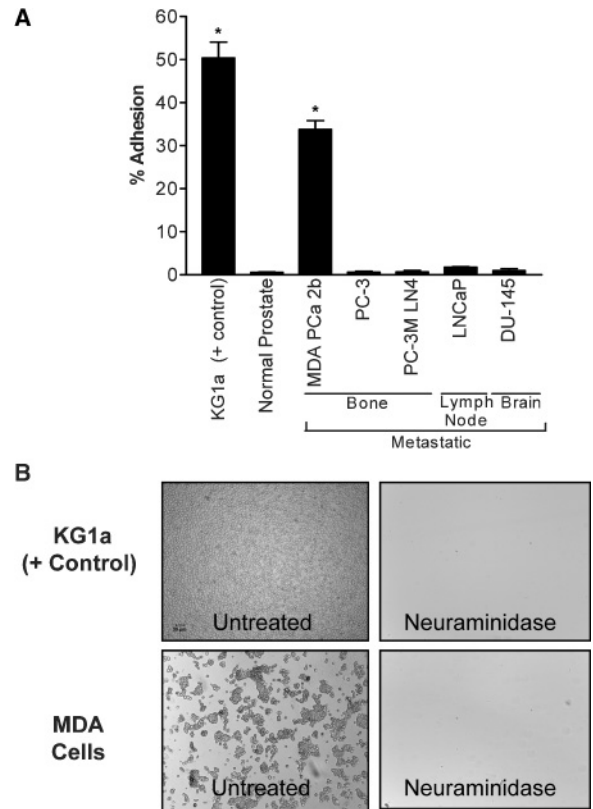 A
60
50
40
30
20
10
0
% Adhesion
*
*
KG1a (+ control)
Normal Prostate
MDA PCa 2b
PC-3
PC-3M LN4
LNCaP
DU-145
Bone
Lymph Node
Brain
Metastatic
B
KG1a
(+ Control)
Untreated
Neuraminidase
MDA
Cells
Untreated
Neuraminidase